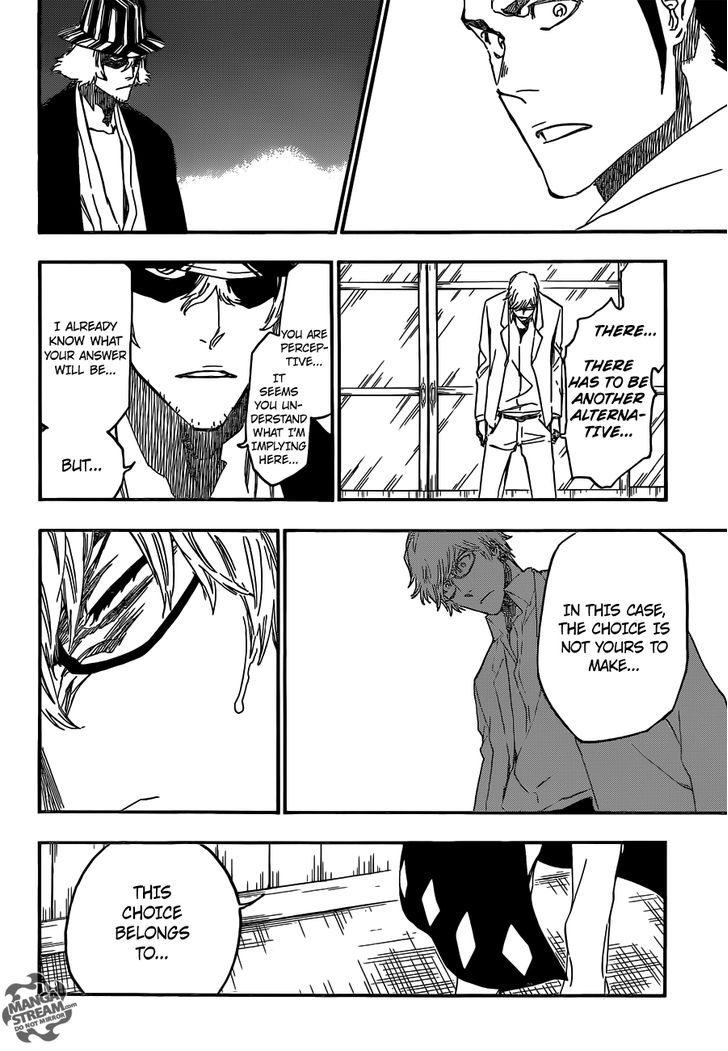 THERE...
THERE
HAS TO BE
ANOTHER
ALTERNA-
TIVE...
YOU ARE
PERCEP-
TIVE...
IT
SEEMS
YOU UN-
DERSTAND
WHAT I'M
IMPLYING
HERE...
I ALREADY
KNOW WHAT
YOUR ANSWER
WILL BE...
BUT...
IN THIS CASE,
THE CHOICE IS
NOT YOURS TO
MAKE...
THIS
CHOICE
BELONGS
TO...
MANGA
STREAM.com
DO NOT MIRROR